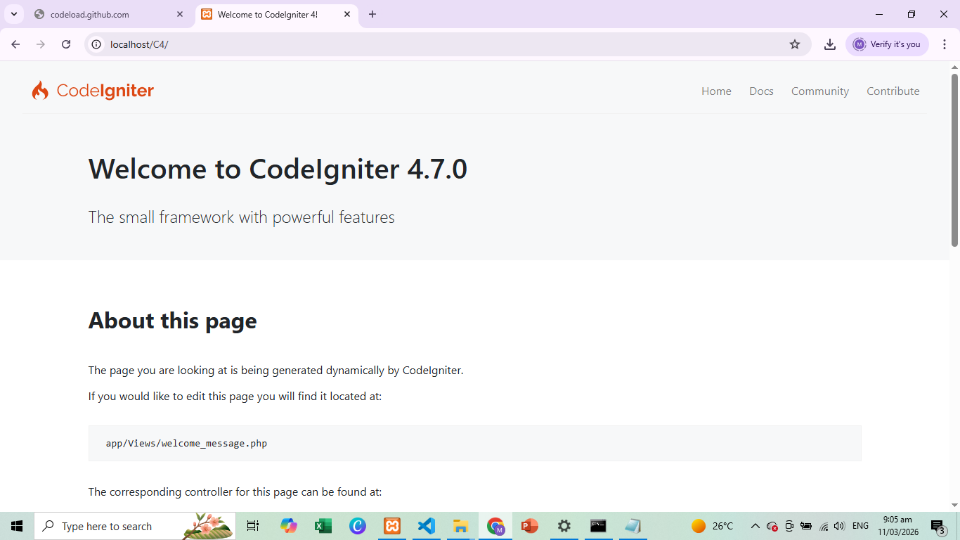 codeload.github.com
Welcome to CodeIgniter 4!
localhost/C4/
Verify it's you
CodeIgniter
Home
Docs
Community
Contribute
Welcome to CodeIgniter 4.7.0
The small framework with powerful features
About this page
The page you are looking at is being generated dynamically by CodeIgniter.
If you would like to edit this page you will find it located at:
app/Views/welcome_message.php
The corresponding controller for this page can be found at:
Type here to search
26°C
ENG
9:05 am
11/03/2026
3